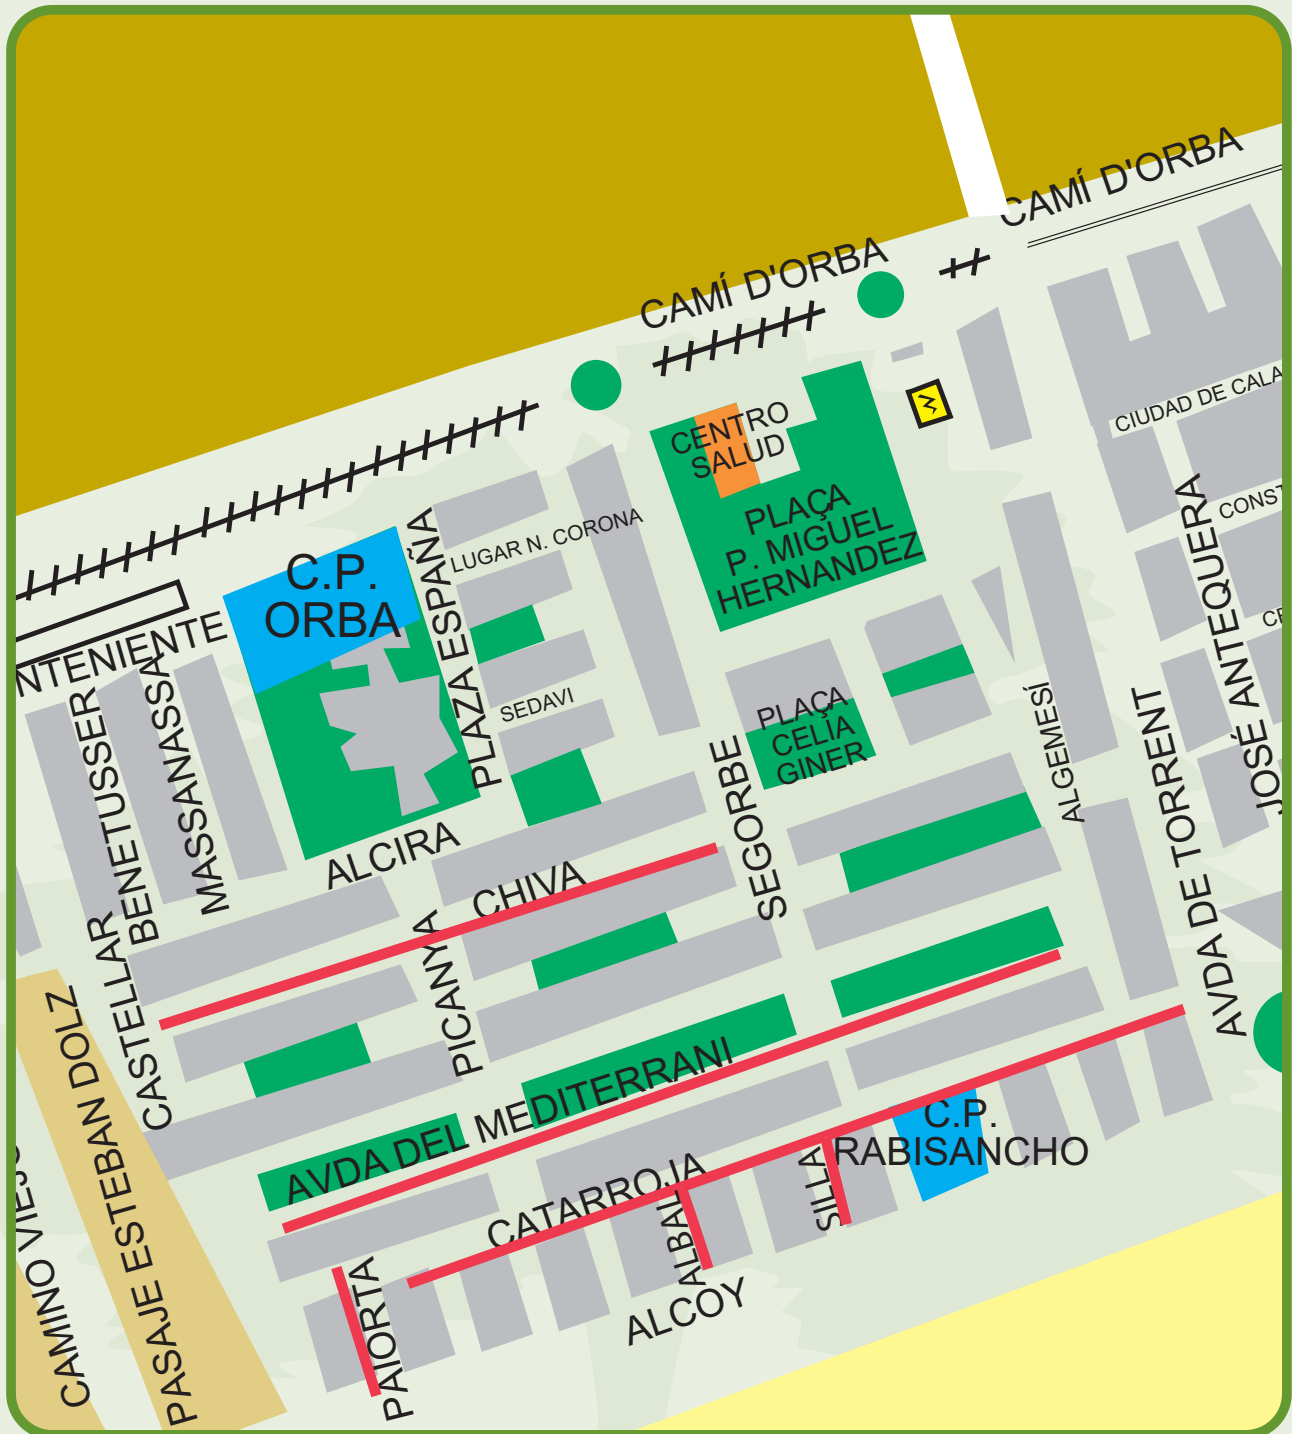 CAMÍ D'ORBA
CAMÍ D'ORBA
CIUDAD DE CALA
CENTRO
SALUD
PLAÇA
P. MIGUEL
HERNANDEZ
JOSÉ ANTEQUERA
CONST
LUGAR N. CORONA
PLAZA ESPAÑA
C.P.
ORBA
NTENIENTE
CE
SEDAVI
PLAÇA
CELIA
GINER
ALGEMESÍ
AVDA DE TORRENT
BENETUSSER
MASSANASSA
SEGORBE
ALCIRA
CHIVA
PICANYA
CASTELLAR
PASAJE ESTEBAN DOLZ
CAMINO VIEJO
AVDA DEL MEDITERRANI
C.P.
RABISANCHO
CATARROJA
SILLA
ALBAL
PAIORTA
ALCOY